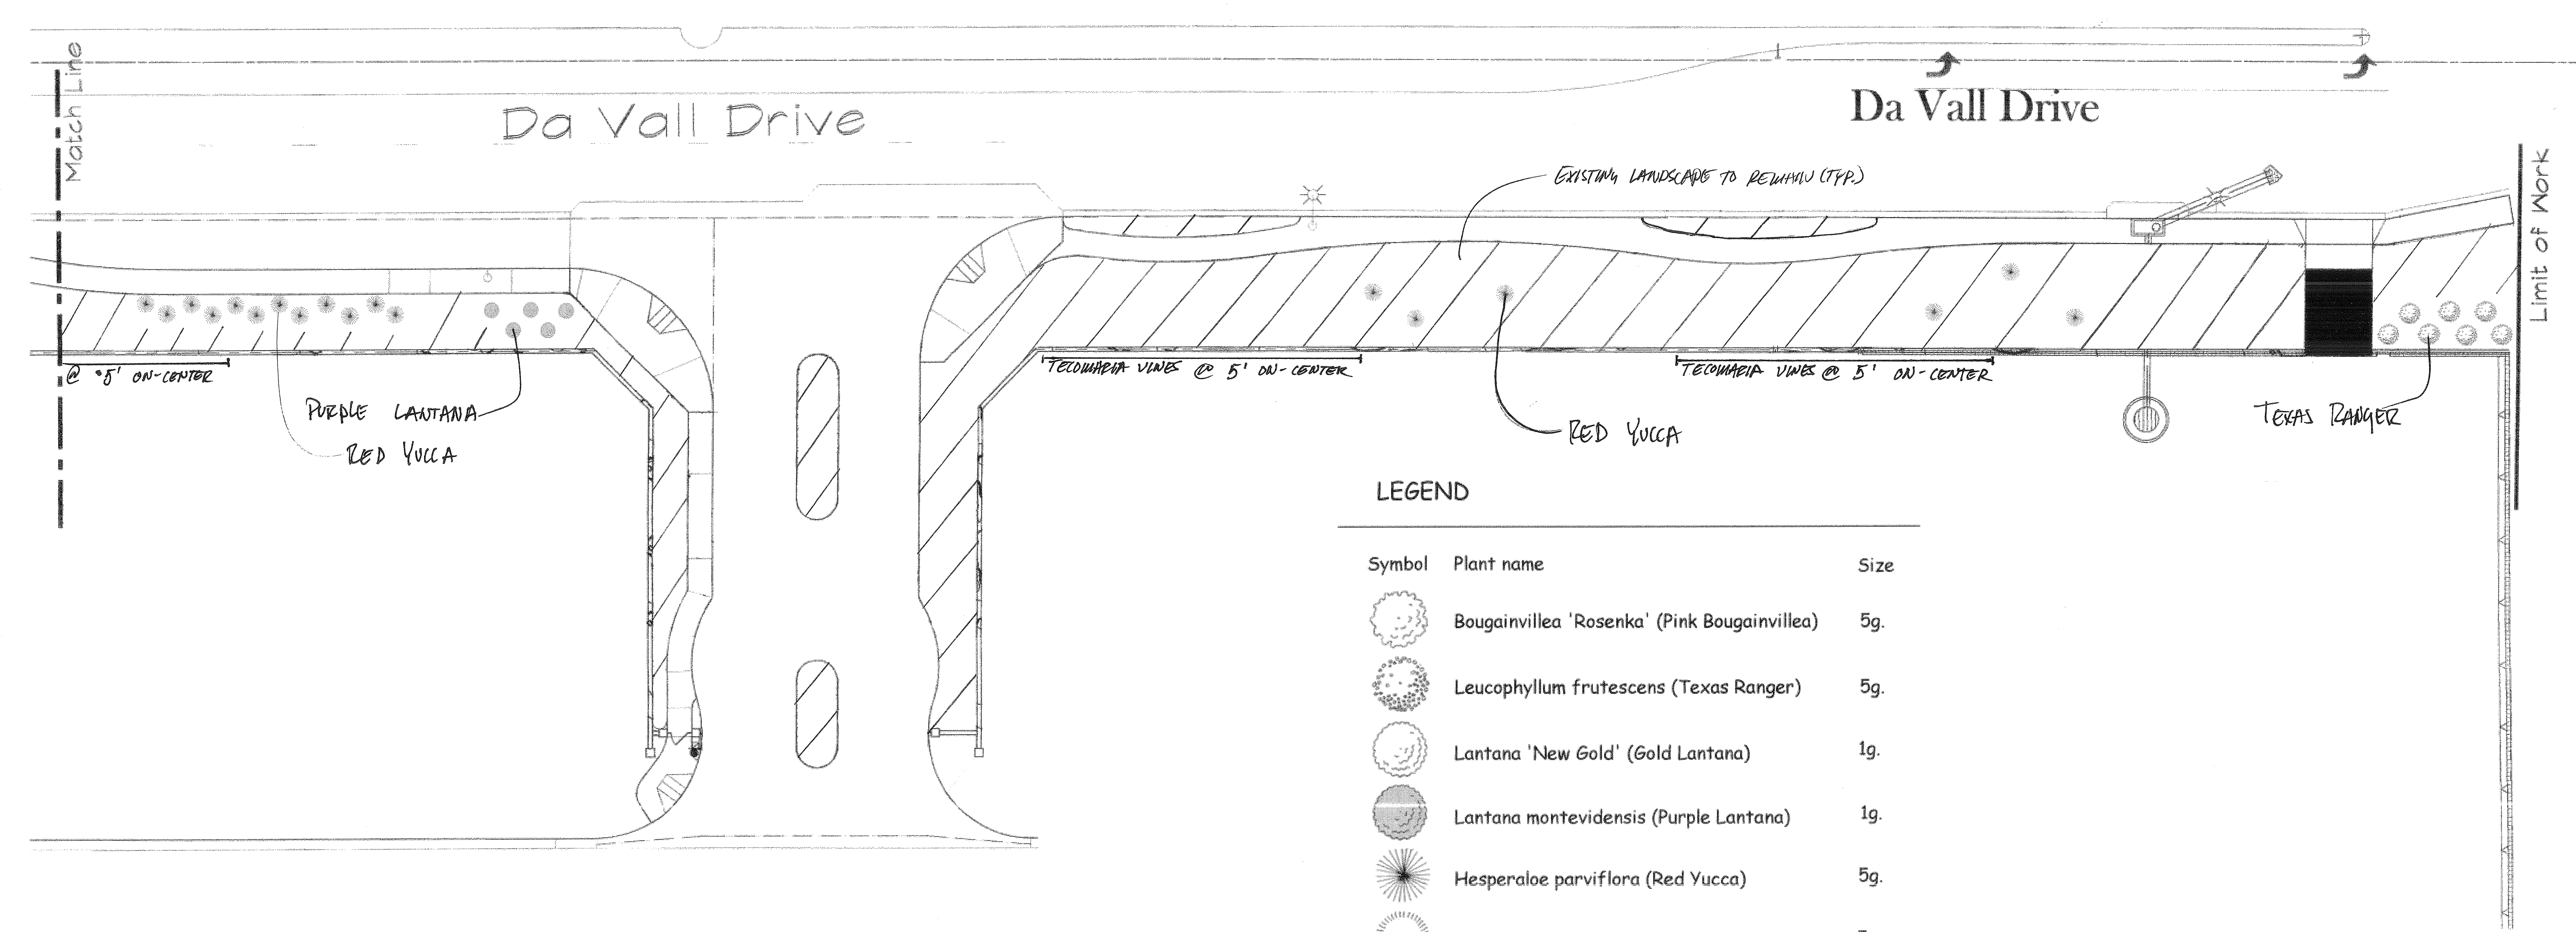 Match Line
Da Vall Drive
Da Vall Drive
EXISTING LANDSCAPE TO REMAIN (TYP.)
Limit of Work
@ 5' ON-CENTER
TECOMARIA VINES @ 5' ON-CENTER
TECOMARIA VINES @ 5' ON-CENTER
PURPLE LANTANA
RED YUCCA
RED YUCCA
TEXAS RANGER
LEGEND
Symbol Plant name Size
Bougainvillea 'Rosenka' (Pink Bougainvillea) 5g.
Leucophyllum frutescens (Texas Ranger) 5g.
Lantana 'New Gold' (Gold Lantana) 1g.
Lantana montevidensis (Purple Lantana) 1g.
Hesperaloe parviflora (Red Yucca) 5g.